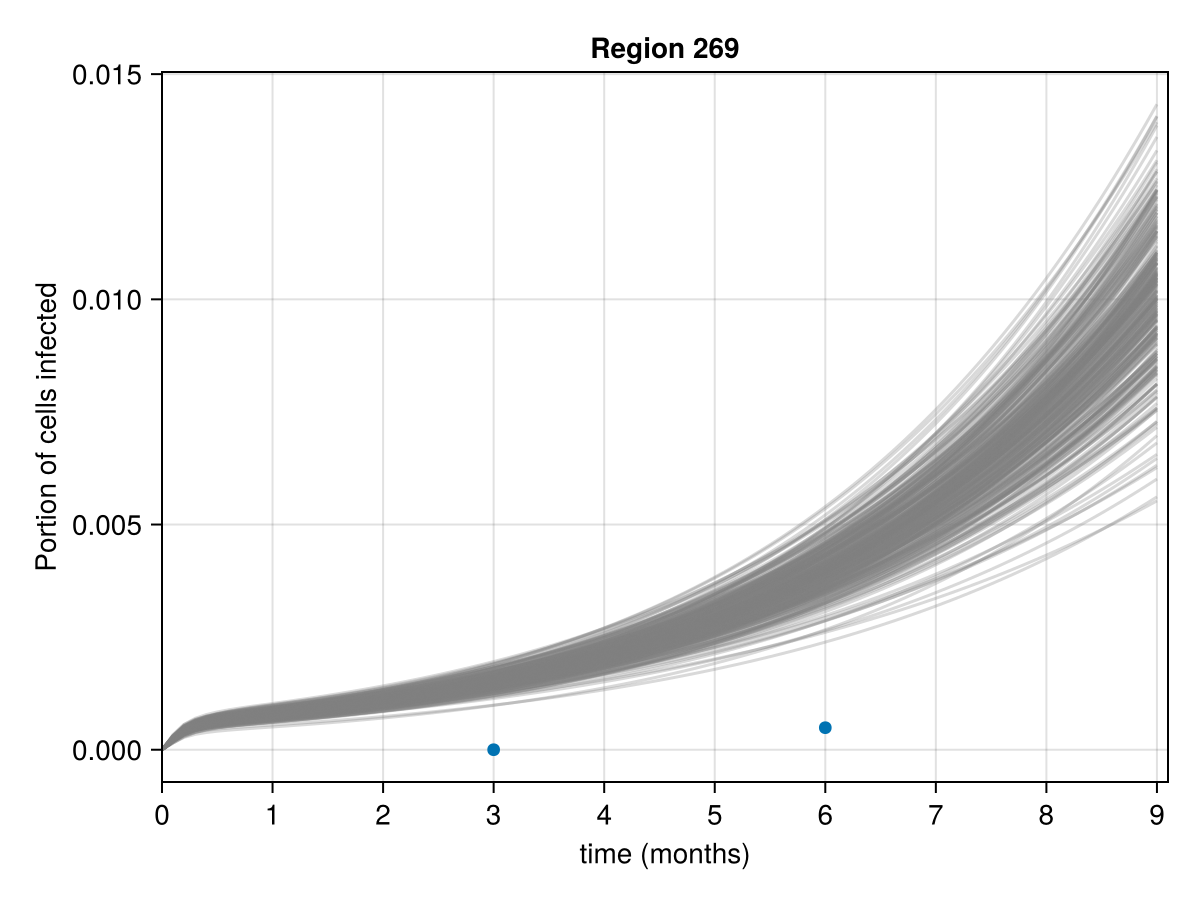 Region 269
0.015
0.010
0.005
0.000
Portion of cells infected
0 1 2 3 4 5 6 7 8 9
time (months)